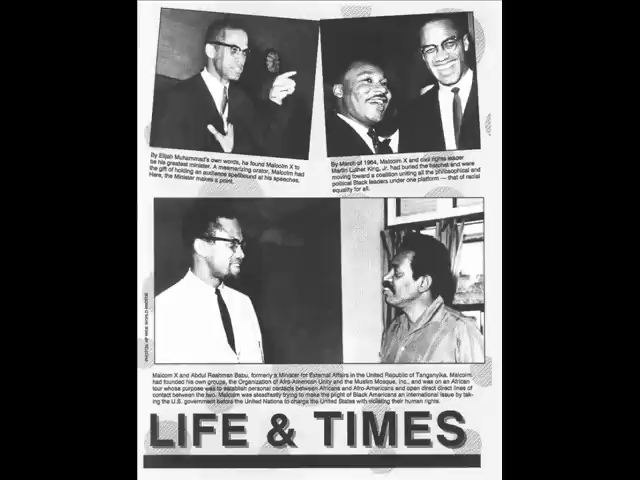 By Elijah Muhammad's own words, he found Malcolm X to
be his greatest minister. A mesmerizing orator, Malcolm had
the gift of holding an audience spellbound at his speeches.
Here, the Minister makes a point.
By March of 1964, Malcolm X and civil rights leader
Martin Luther King, Jr. had buried the hatchet and were
moving toward a coalition uniting all the philosophical and
political Black leaders under one platform — that of racial
equality for all.
Malcom X and Abdul Reahman Babu, formerly a Minister for External Affairs in the United Republic of Tanganyika. Malcolm
had founded his own groups, the Organization of Afro-American Unity and the Muslim Mosque, Inc., and was on an African
tour whose purpose was to establish personal contacts between Africans and Afro-Americans and open direct direct lines of
contact between the two. Malcolm was steadfastly trying to make the plight of Black Americans an international issue by tak-
ing the U.S. government before the United Nations to charge the United States with violating their human rights.
LIFE & TIMES